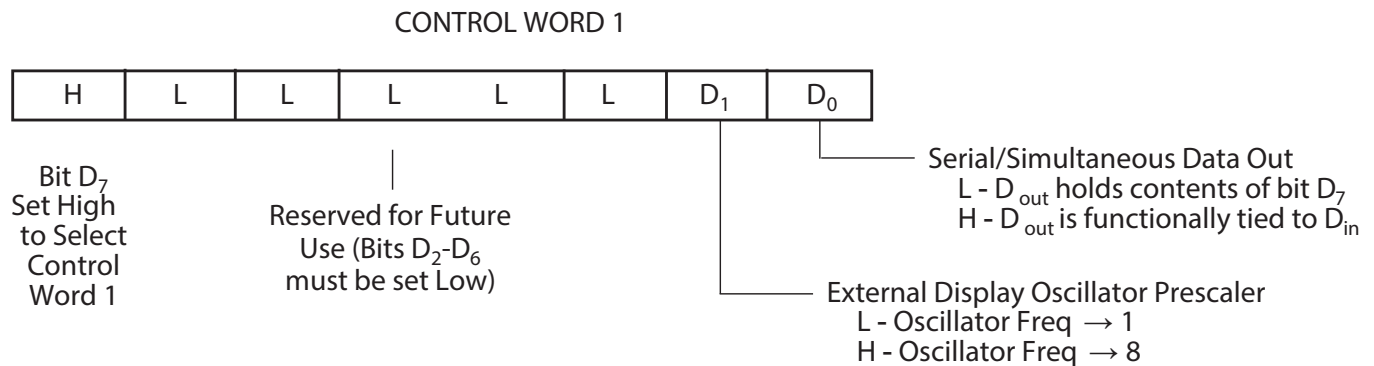 CONTROL WORD 1
H L L L L L D₁ D₀
Bit D₇
Set High
to Select
Control
Word 1
Reserved for Future
Use (Bits D₂-D₆
must be set Low)
Serial/Simultaneous Data Out
L - D out holds contents of bit D₇
H - D out is functionally tied to Din
External Display Oscillator Prescaler
L - Oscillator Freq → 1
H - Oscillator Freq → 8